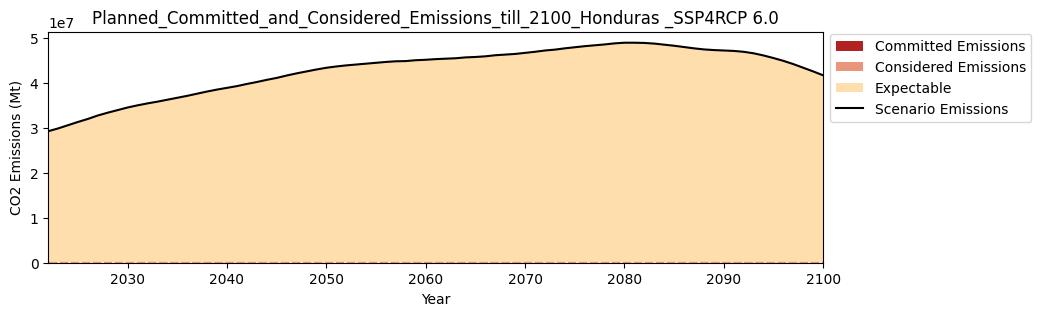 Planned_Committed_and_Considered_Emissions_till_2100_Honduras _SSP4RCP 6.0
1e7
5
4
3
2
1
0
CO2 Emissions (Mt)
2030 2040 2050 2060 2070 2080 2090 2100
Year
Committed Emissions
Considered Emissions
Expectable
Scenario Emissions